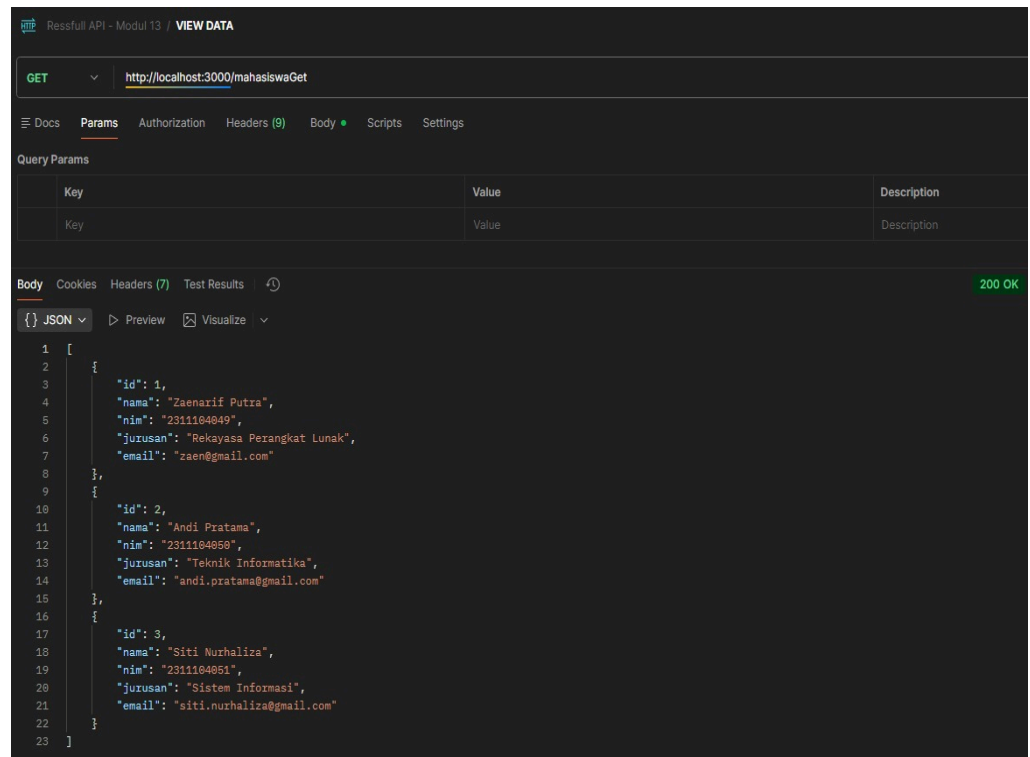 HTTP Ressfull API - Modul 13 / VIEW DATA
GET http://localhost:3000/mahasiswaGet
Docs Params Authorization Headers (9) Body Scripts Settings
Query Params
Key Value Description
Key Value Description
Body Cookies Headers (7) Test Results 200 OK
{} JSON Preview Visualize
1 [
2 {
3 "id": 1,
4 "nama": "Zaenarif Putra",
5 "nim": "2311104049",
6 "jurusan": "Rekayasa Perangkat Lunak",
7 "email": "zaen@gmail.com"
8 },
9 {
10 "id": 2,
11 "nama": "Andi Pratama",
12 "nim": "2311104050",
13 "jurusan": "Teknik Informatika",
14 "email": "andi.pratama@gmail.com"
15 },
16 {
17 "id": 3,
18 "nama": "Siti Nurhaliza",
19 "nim": "2311104051",
20 "jurusan": "Sistem Informasi",
21 "email": "siti.nurhaliza@gmail.com"
22 }
23 ]